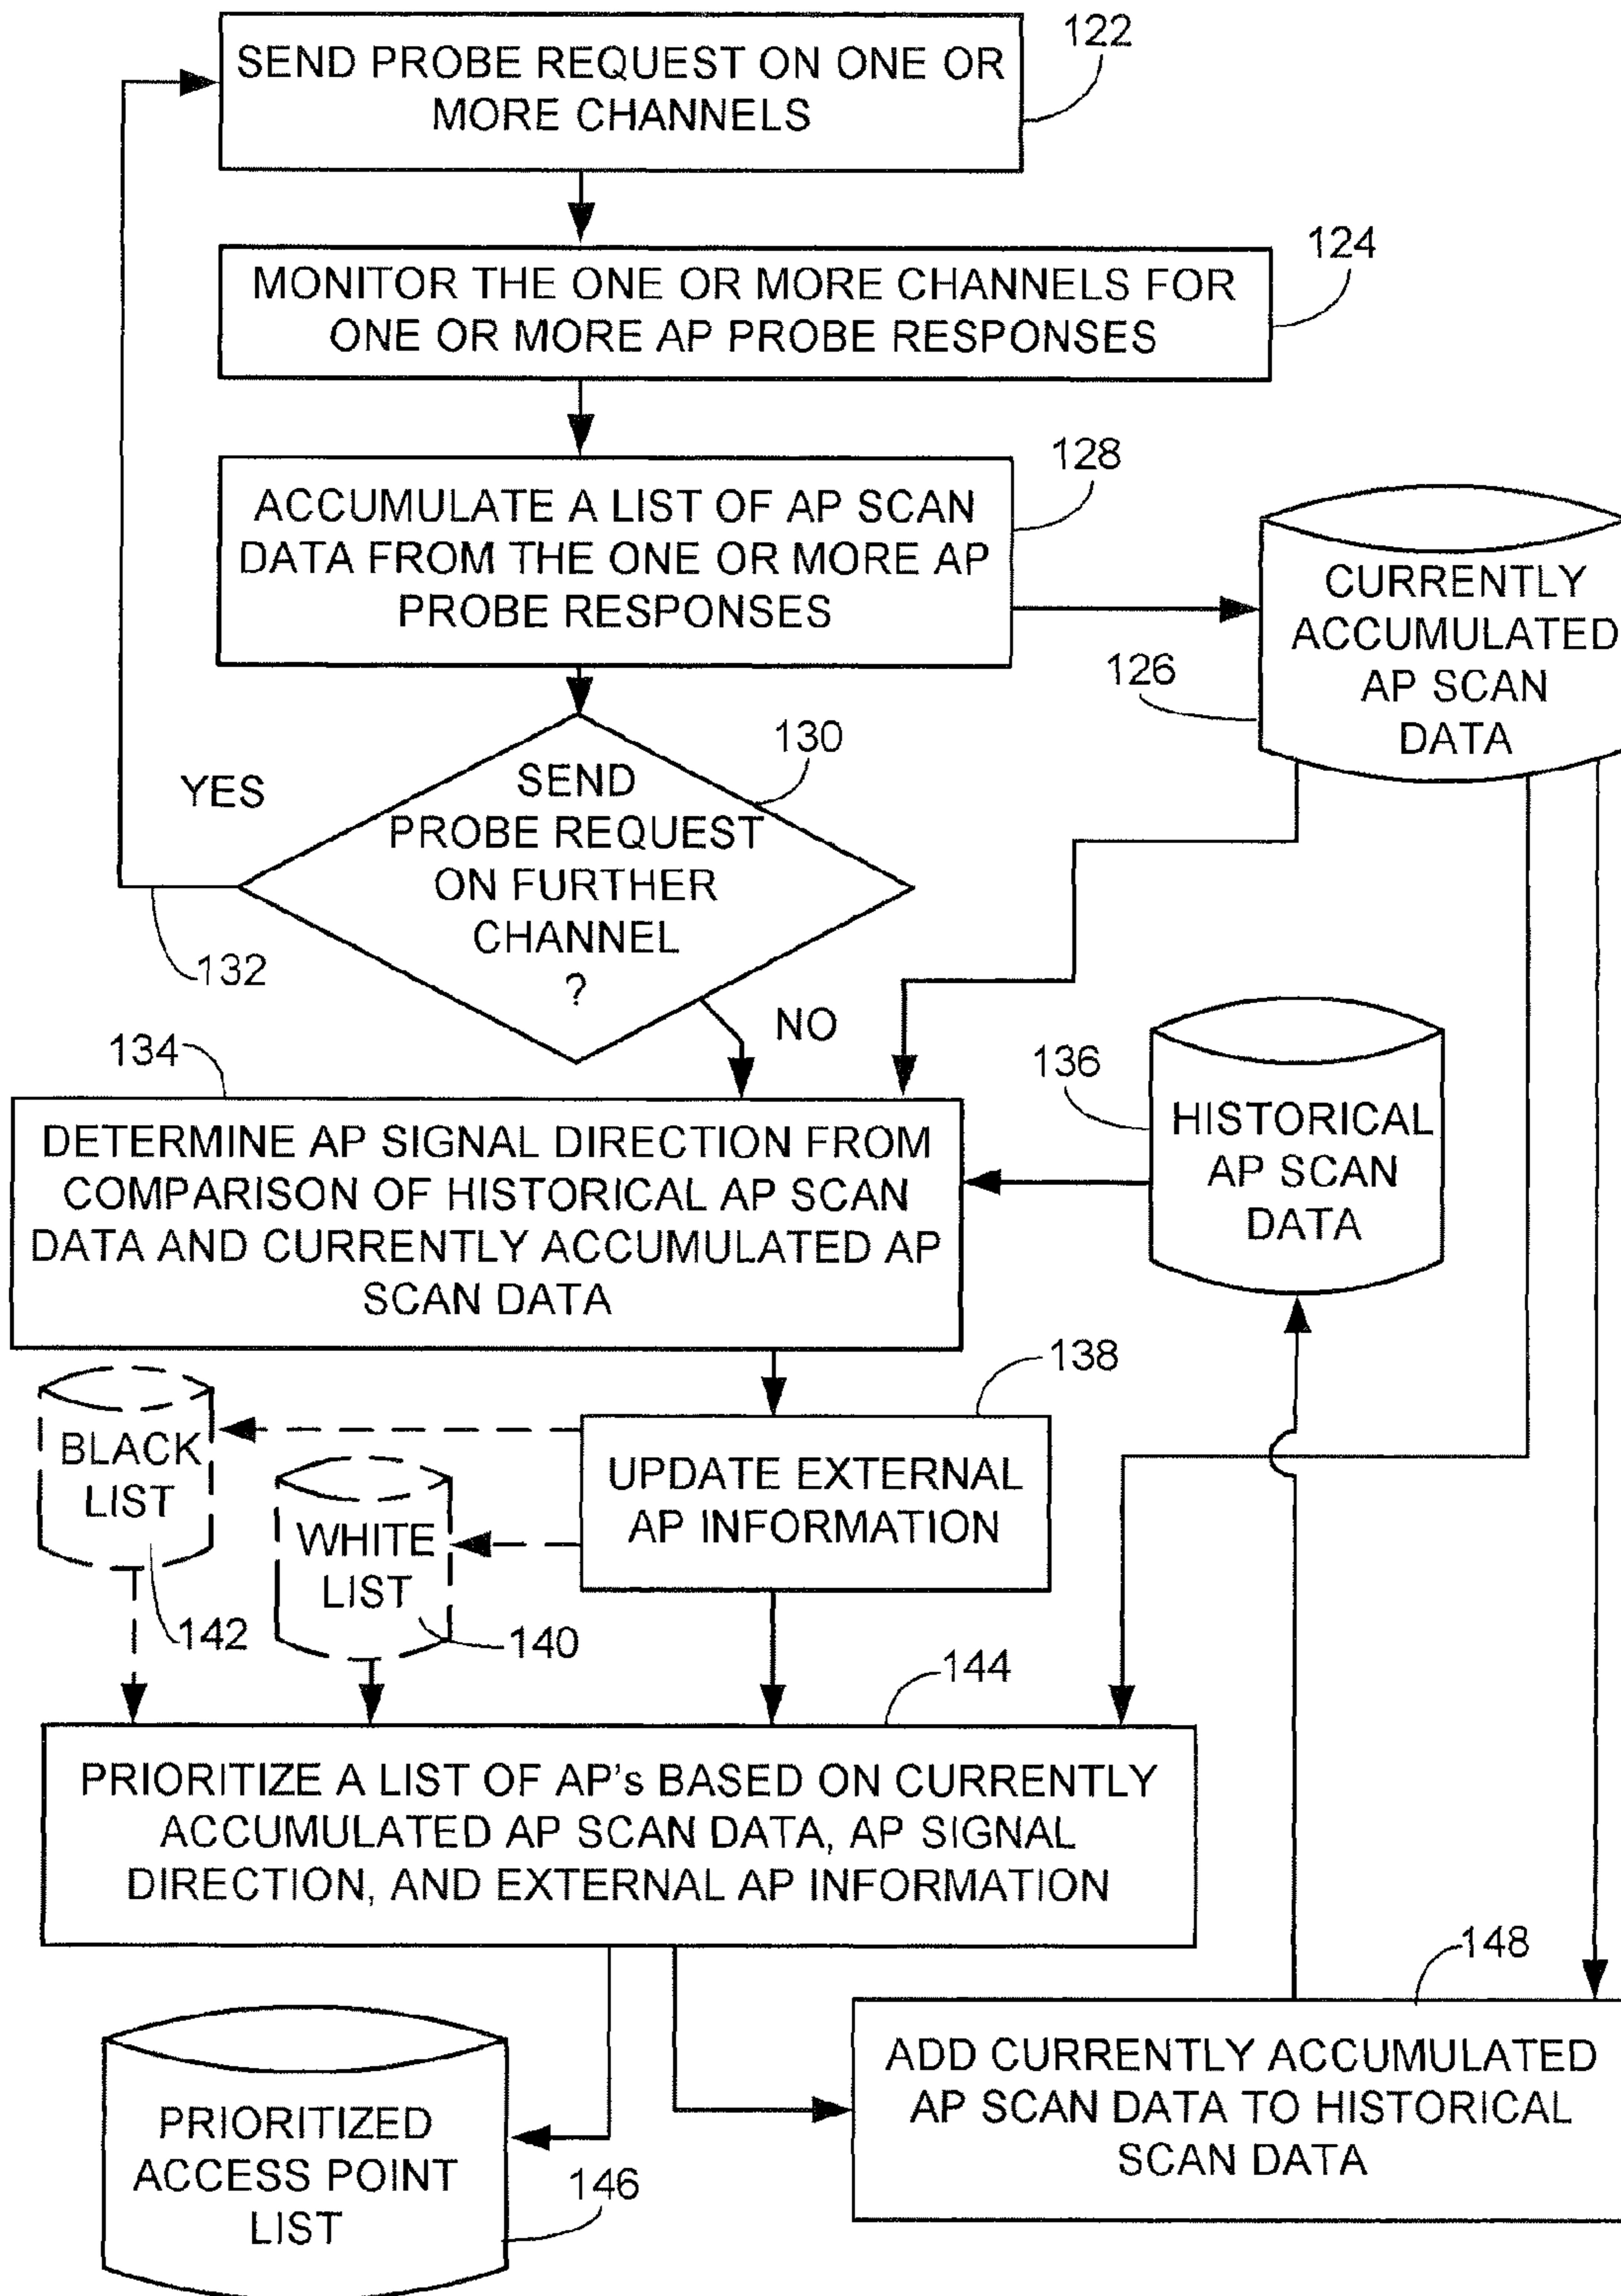 SEND PROBE REQUEST ON ONE OR
MORE CHANNELS
122
MONITOR THE ONE OR MORE CHANNELS FOR
ONE OR MORE AP PROBE RESPONSES
124
ACCUMULATE A LIST OF AP SCAN
DATA FROM THE ONE OR MORE AP
PROBE RESPONSES
128
CURRENTLY
ACCUMULATED
AP SCAN
DATA
126
SEND
PROBE REQUEST
ON FURTHER
CHANNEL
?
130
YES
132
NO
134
DETERMINE AP SIGNAL DIRECTION FROM
COMPARISON OF HISTORICAL AP SCAN
DATA AND CURRENTLY ACCUMULATED AP
SCAN DATA
136
HISTORICAL
AP SCAN
DATA
138
UPDATE EXTERNAL
AP INFORMATION
BLACK
LIST
142
WHITE
LIST
140
144
PRIORITIZE A LIST OF AP's BASED ON CURRENTLY
ACCUMULATED AP SCAN DATA, AP SIGNAL
DIRECTION, AND EXTERNAL AP INFORMATION
148
ADD CURRENTLY ACCUMULATED
AP SCAN DATA TO HISTORICAL
SCAN DATA
PRIORITIZED
ACCESS POINT
LIST
146